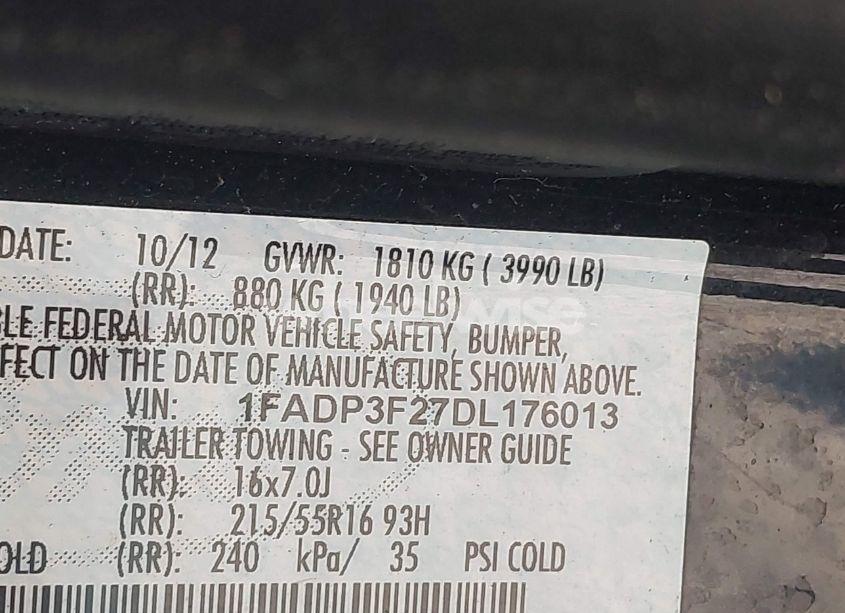 DATE: 10/12 GVWR: 1810 KG ( 3990 LB)
(RR): 880 KG ( 1940 LB)
LE FEDERAL MOTOR VEHICLE SAFETY, BUMPER,
FECT ON THE DATE OF MANUFACTURE SHOWN ABOVE.
VIN: 1FADP3F27DL176013
TRAILER TOWING - SEE OWNER GUIDE
(RR): 16x7.0J
(RR): 215/55R16 93H
OLD (RR): 240 kPa/ 35 PSI COLD